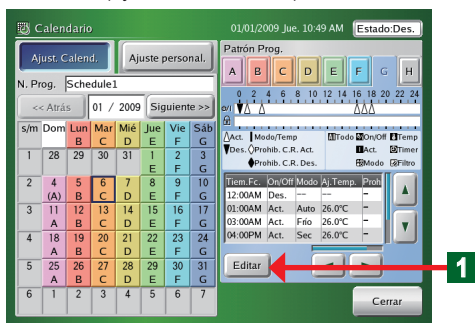 Calendario
01/01/2009 Jue. 10:49 AM Estado:Des.
Ajust. Calend. Ajuste personal.
N. Prog. Schedule1
<< Atrás 01 / 2009 Siguiente >>
s/m Dom Lun Mar Mié Jue Vie Sáb
B C D E F G
1 28 29 30 31 1 2 3
E F G
2 4 5 6 7 8 9 10
(A) B C D E F G
3 11 12 13 14 15 16 17
A B C D E F G
4 18 19 20 21 22 23 24
A B C D E F G
5 25 26 27 28 29 30 31
A B C D E F G
6 1 2 3 4 5 6 7
Patrón Prog.
A B C D E F G H
0 2 4 6 8 10 12 14 16 18 20 22 24
Act. Modo/Temp Todo On/Off Temp
Des. Prohib. C.R. Act. Act. Timer
Prohib. C.R. Des. Modo Filtro
Tiem.Fc. On/Off Modo Aj.Temp. Proh
12:00AM Des. -- -- -
01:00AM Act. Auto 26.0°C -
03:00AM Act. Frío 26.0°C -
04:00PM Act. Sec 26.0°C -
Editar
1
Cerrar